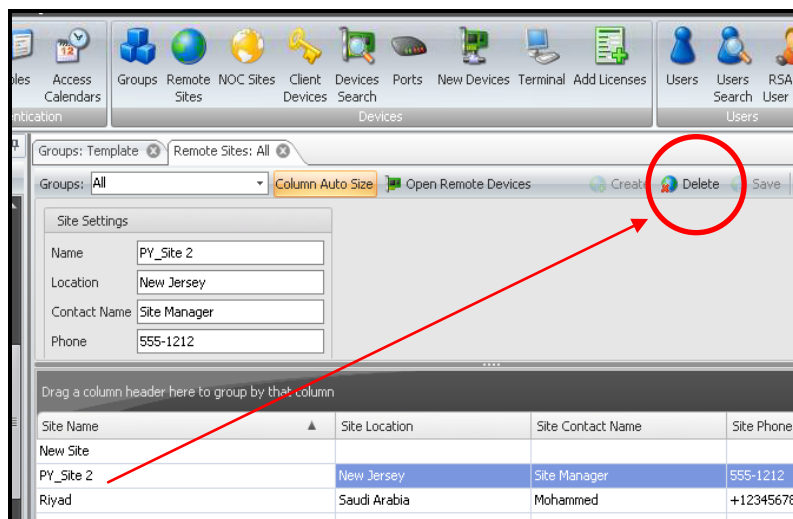 12
Access Calendars
Groups
Remote Sites
NOC Sites
Client Devices
Devices Search
Ports
New Devices
Terminal
Add Licenses
Users
Users Search
RSA
User
Devices
Users
Groups: Template
Remote Sites: All
Groups: All
Column Auto Size
Open Remote Devices
Create
Delete
Save
Site Settings
Name PY_Site 2
Location New Jersey
Contact Name Site Manager
Phone 555-1212
Drag a column header here to group by that column
Site Name Site Location Site Contact Name Site Phone
New Site
PY_Site 2 New Jersey Site Manager 555-1212
Riyad Saudi Arabia Mohammed +12345678